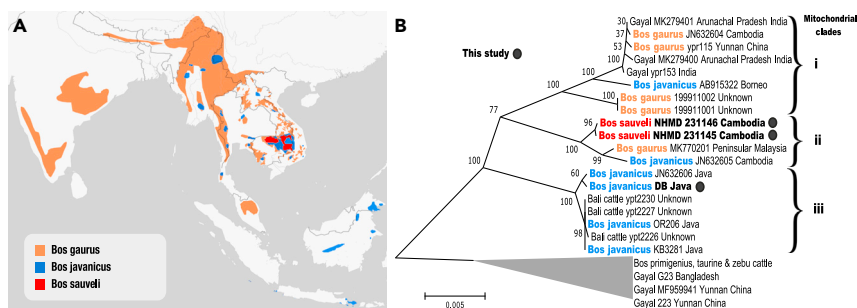 A
Bos gaurus
Bos javanicus
Bos sauveli
B
This study
Mitochondrial
clades
30
Gayal MK279401 Arunachal Pradesh India
37
Bos gaurus JN632604 Cambodia
53
Bos gaurus ypr115 Yunnan China
Gayal MK279400 Arunachal Pradesh India
100
Gayal ypr153 India
i
100
Bos javanicus AB915322 Borneo
100
100
Bos gaurus 199911002 Unknown
Bos gaurus 199911001 Unknown
77
96
Bos sauveli NHMD 231146 Cambodia
Bos sauveli NHMD 231145 Cambodia
ii
100
Bos gaurus MK770201 Peninsular Malaysia
99
Bos javanicus JN632605 Cambodia
100
60
Bos javanicus JN632606 Java
Bos javanicus DB Java
100
Bali cattle ypt2230 Unknown
Bali cattle ypt2227 Unknown
iii
Bos javanicus OR206 Java
98
Bali cattle ypt2226 Unknown
Bos javanicus KB3281 Java
Bos primigenius, taurine & zebu cattle
Gayal G23 Bangladesh
Gayal MF959941 Yunnan China
Gayal 223 Yunnan China
0.005